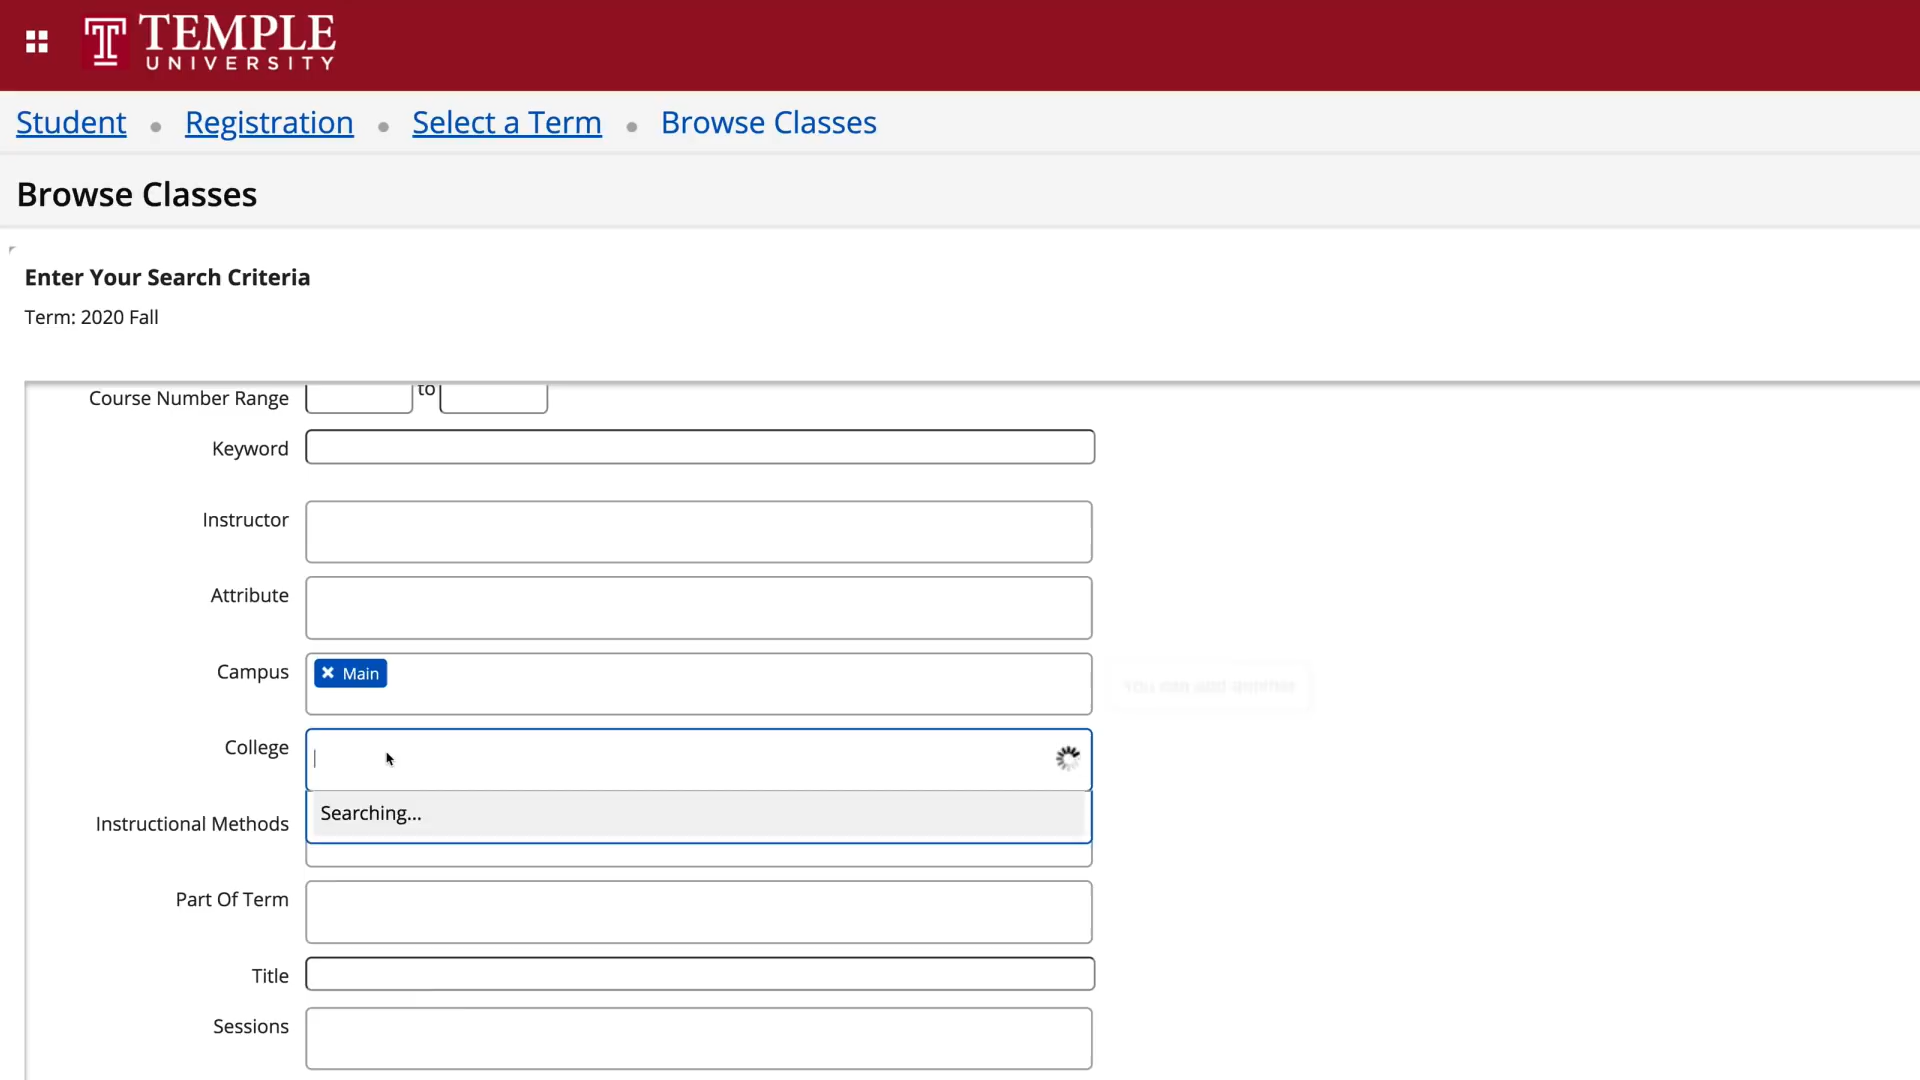 TEMPLE
UNIVERSITY
Student • Registration • Select a Term • Browse Classes
Browse Classes
Enter Your Search Criteria
Term: 2020 Fall
Course Number Range to
Keyword
Instructor
Attribute
Campus Main
College
Searching...
Instructional Methods
Part Of Term
Title
Sessions